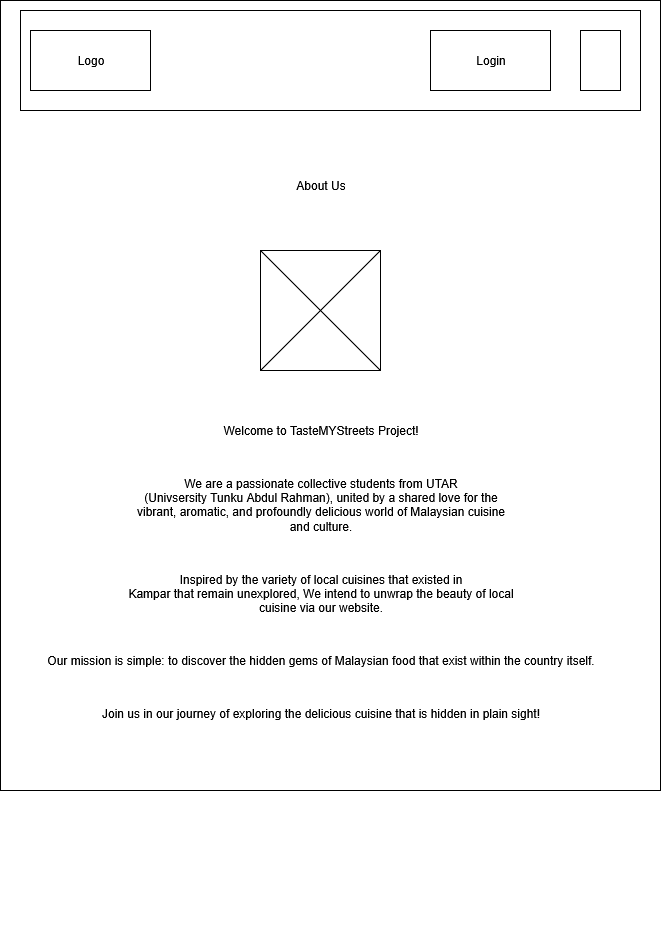 Logo
Login
About Us
Welcome to TasteMYStreets Project!
We are a passionate collective students from UTAR
(Univsersity Tunku Abdul Rahman), united by a shared love for the
vibrant, aromatic, and profoundly delicious world of Malaysian cuisine
and culture.
Inspired by the variety of local cuisines that existed in
Kampar that remain unexplored, We intend to unwrap the beauty of local
cuisine via our website.
Our mission is simple: to discover the hidden gems of Malaysian food that exist within the country itself.
Join us in our journey of exploring the delicious cuisine that is hidden in plain sight!